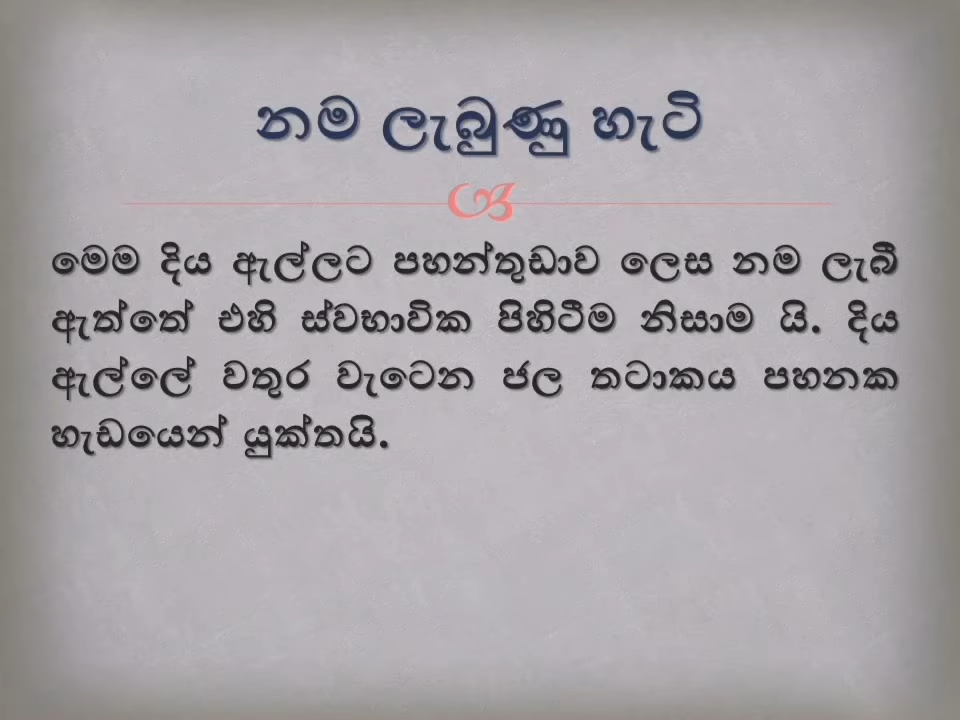 නම ලැබුණු හැටි
මෙම දිය ඇල්ලට පහන්තුඩාව ලෙස නම ලැබී
ඇත්තේ එහි ස්වභාවික පිහිටීම නිසාම යි. දිය
ඇල්ලේ වතුර වැටෙන ජල තටාකය පහනක
හැඩයෙන් යුක්තයි.